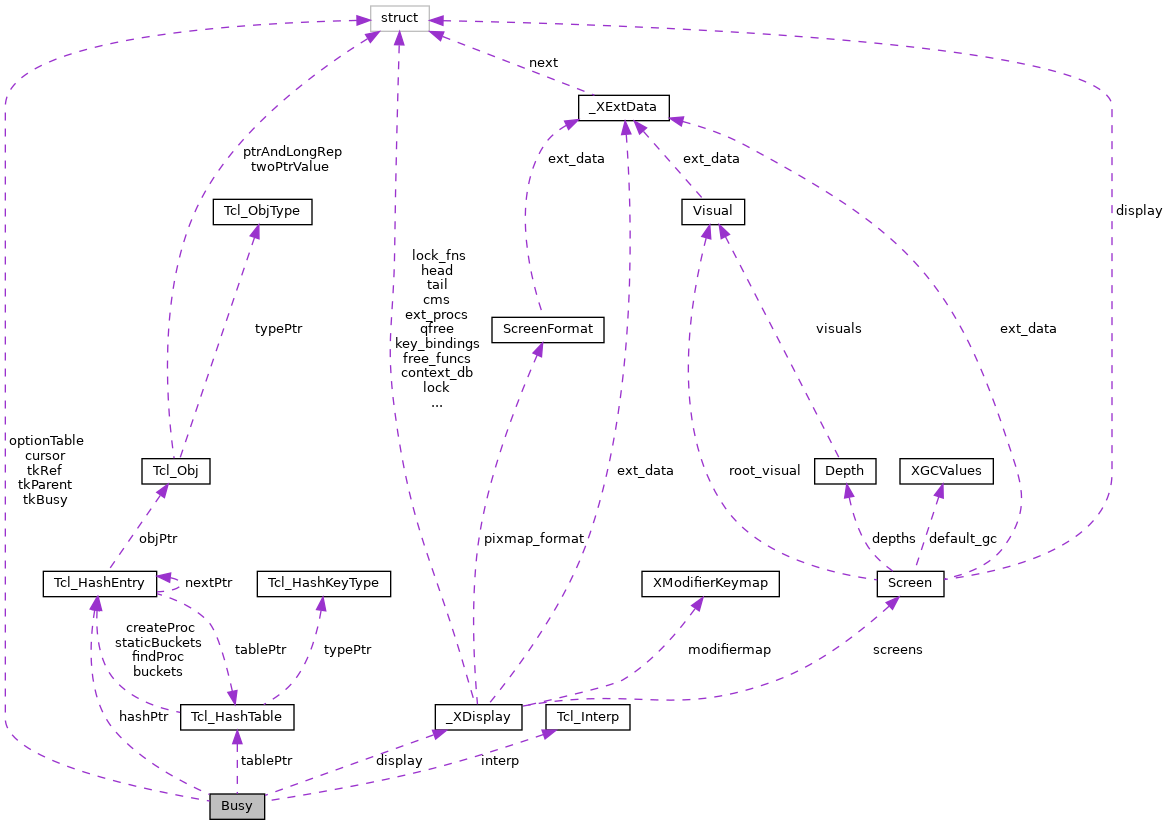 struct
next
_XExtData
ptrAndLongRep
twoPtrValue
ext_data
ext_data
Tcl_ObjType
Visual
display
lock_fns
head
tail
cms
ext_procs
qfree
key_bindings
free_funcs
context_db
lock
...
typePtr
ScreenFormat
visuals
ext_data
optionTable
cursor
tkRef
tkParent
tkBusy
Tcl_Obj
ext_data
root_visual
Depth
XGCValues
objPtr
pixmap_format
depths
default_gc
Tcl_HashEntry
nextPtr
Tcl_HashKeyType
XModifierKeymap
Screen
createProc
staticBuckets
findProc
buckets
tablePtr
typePtr
modifiermap
screens
hashPtr
Tcl_HashTable
_XDisplay
Tcl_Interp
tablePtr
display
interp
Busy